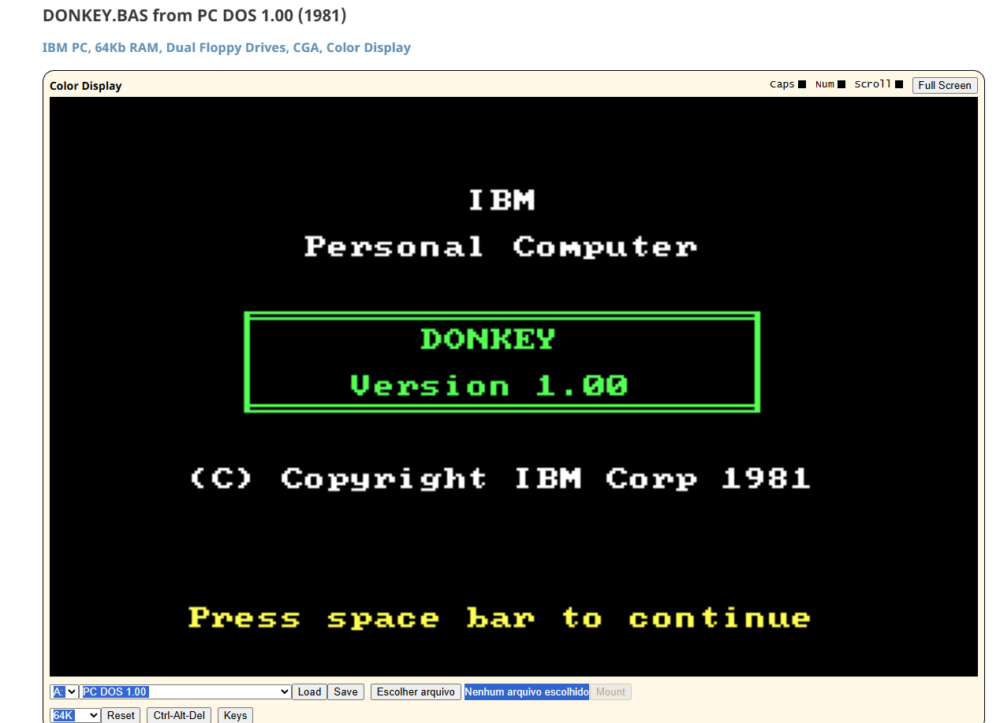 DONKEY.BAS from PC DOS 1.00 (1981)
IBM PC, 64Kb RAM, Dual Floppy Drives, CGA, Color Display
Color Display Caps Num Scroll Full Screen
IBM
Personal Computer
DONKEY
Version 1.00
(C) Copyright IBM Corp 1981
Press space bar to continue
A: PC DOS 1.00 Load Save Escolher arquivo Nenhum arquivo escolhido Mount
64K Reset Ctrl-Alt-Del Keys